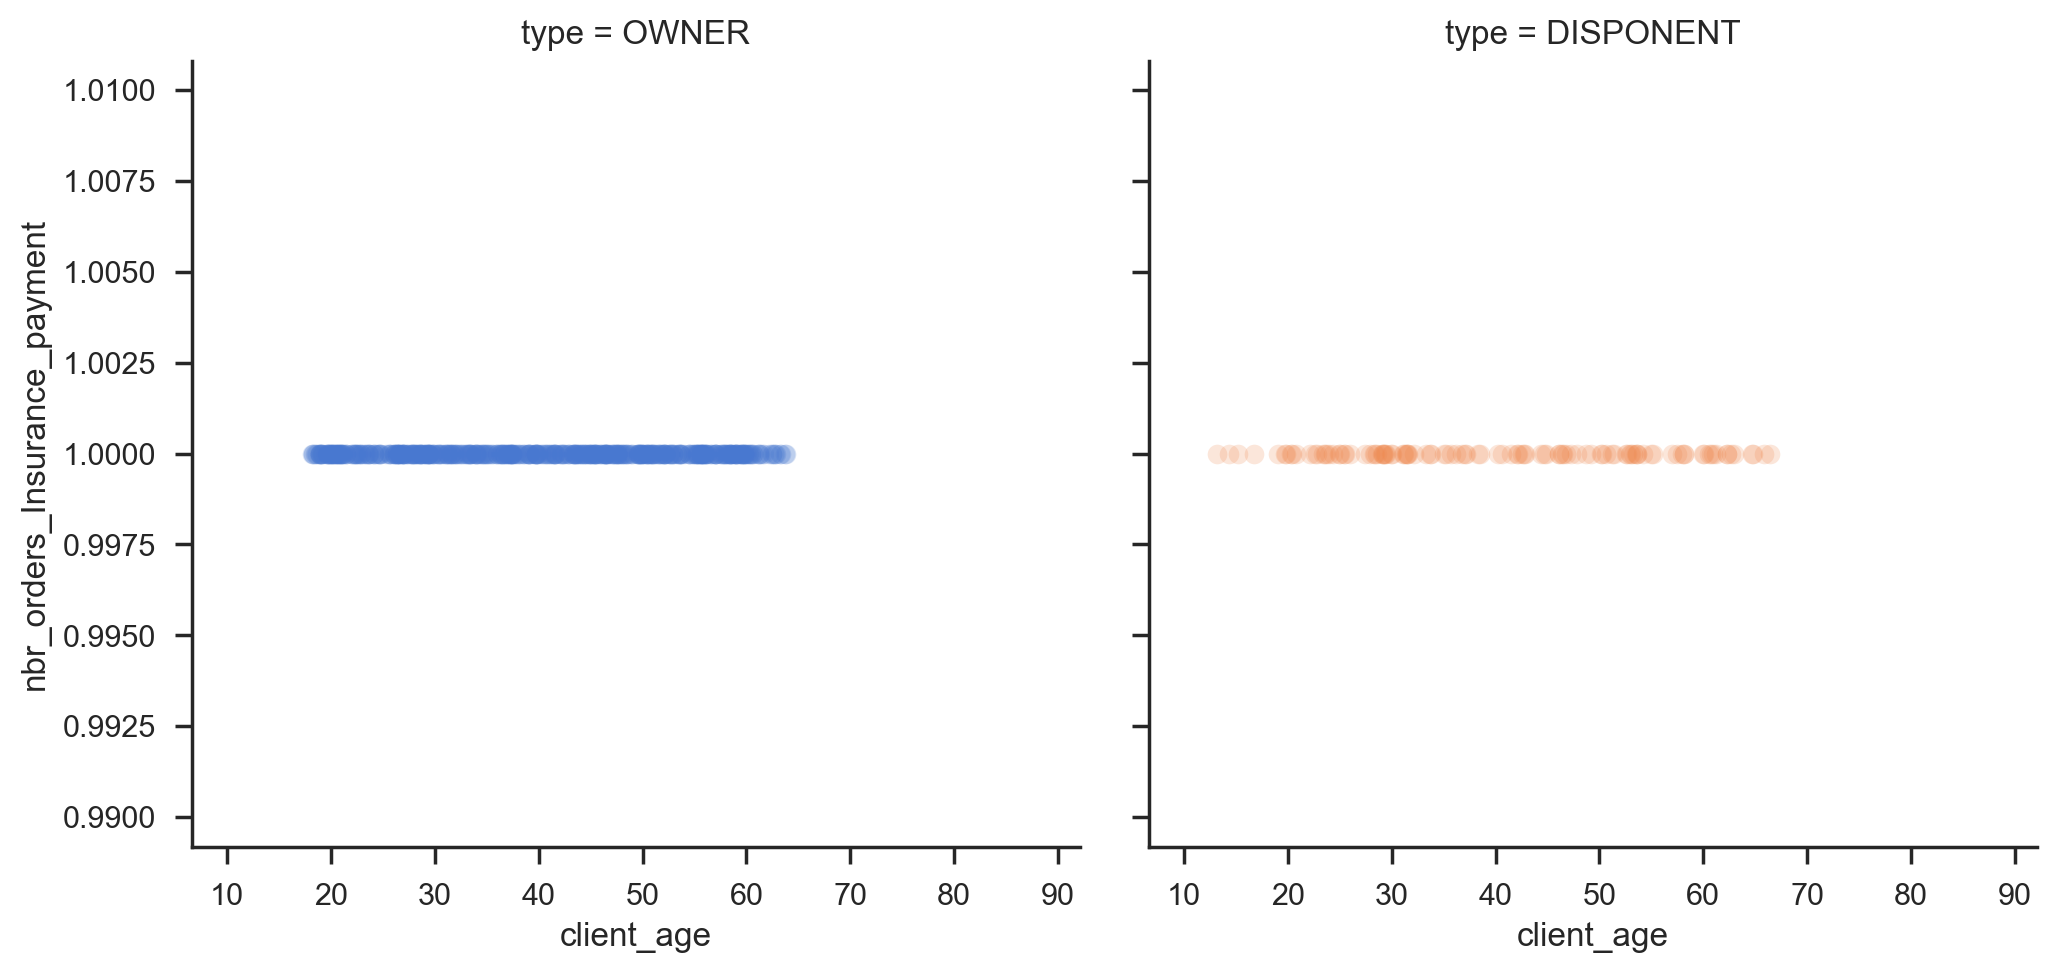 type = OWNER
type = DISPONENT
nbr_orders_Insurance_payment
1.0100
1.0075
1.0050
1.0025
1.0000
0.9975
0.9950
0.9925
0.9900
10 20 30 40 50 60 70 80 90
10 20 30 40 50 60 70 80 90
client_age
client_age